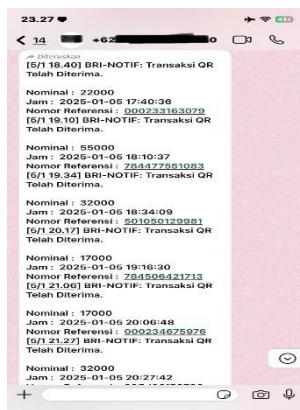 23.27
14
+62
0
Diteruskan
[5/1 18.40] BRI-NOTIF: Transaksi QR
Telah Diterima.
Nominal : 22000
Jam : 2025-01-05 17:40:36
Nomor Referensi : 000233163079
[5/1 19.10] BRI-NOTIF: Transaksi QR
Telah Diterima.
Nominal : 55000
Jam : 2025-01-05 18:10:37
Nomor Referensi : 784477551083
[5/1 19.34] BRI-NOTIF: Transaksi QR
Telah Diterima.
Nominal : 32000
Jam : 2025-01-05 18:34:09
Nomor Referensi : 501050129981
[5/1 20.17] BRI-NOTIF: Transaksi QR
Telah Diterima.
Nominal : 17000
Jam : 2025-01-05 19:16:30
Nomor Referensi : 784506421713
[5/1 21.06] BRI-NOTIF: Transaksi QR
Telah Diterima.
Nominal : 17000
Jam : 2025-01-05 20:06:48
Nomor Referensi : 000234675976
[5/1 21.27] BRI-NOTIF: Transaksi QR
Telah Diterima.
Nominal : 32000
Jam : 2025-01-05 20:27:42